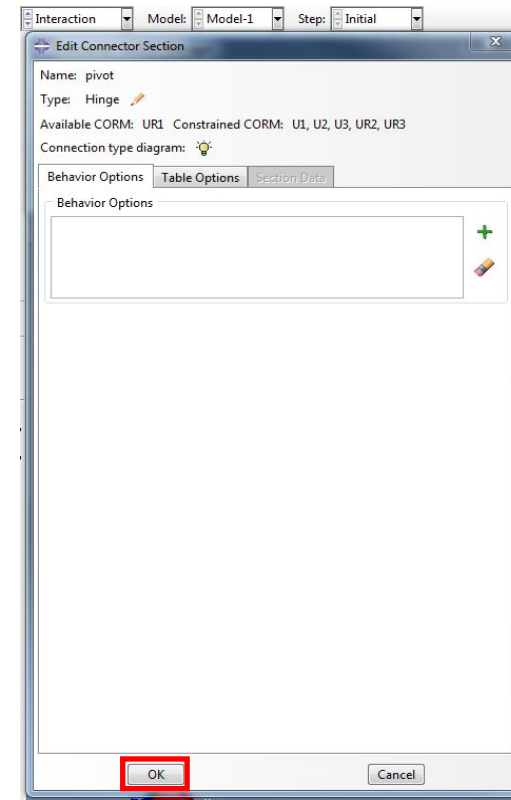 Interaction Model: Model-1 Step: Initial
Edit Connector Section
Name: pivot
Type: Hinge
Available CORM: UR1 Constrained CORM: U1, U2, U3, UR2, UR3
Connection type diagram:
Behavior Options Table Options Section Data
Behavior Options
OK Cancel